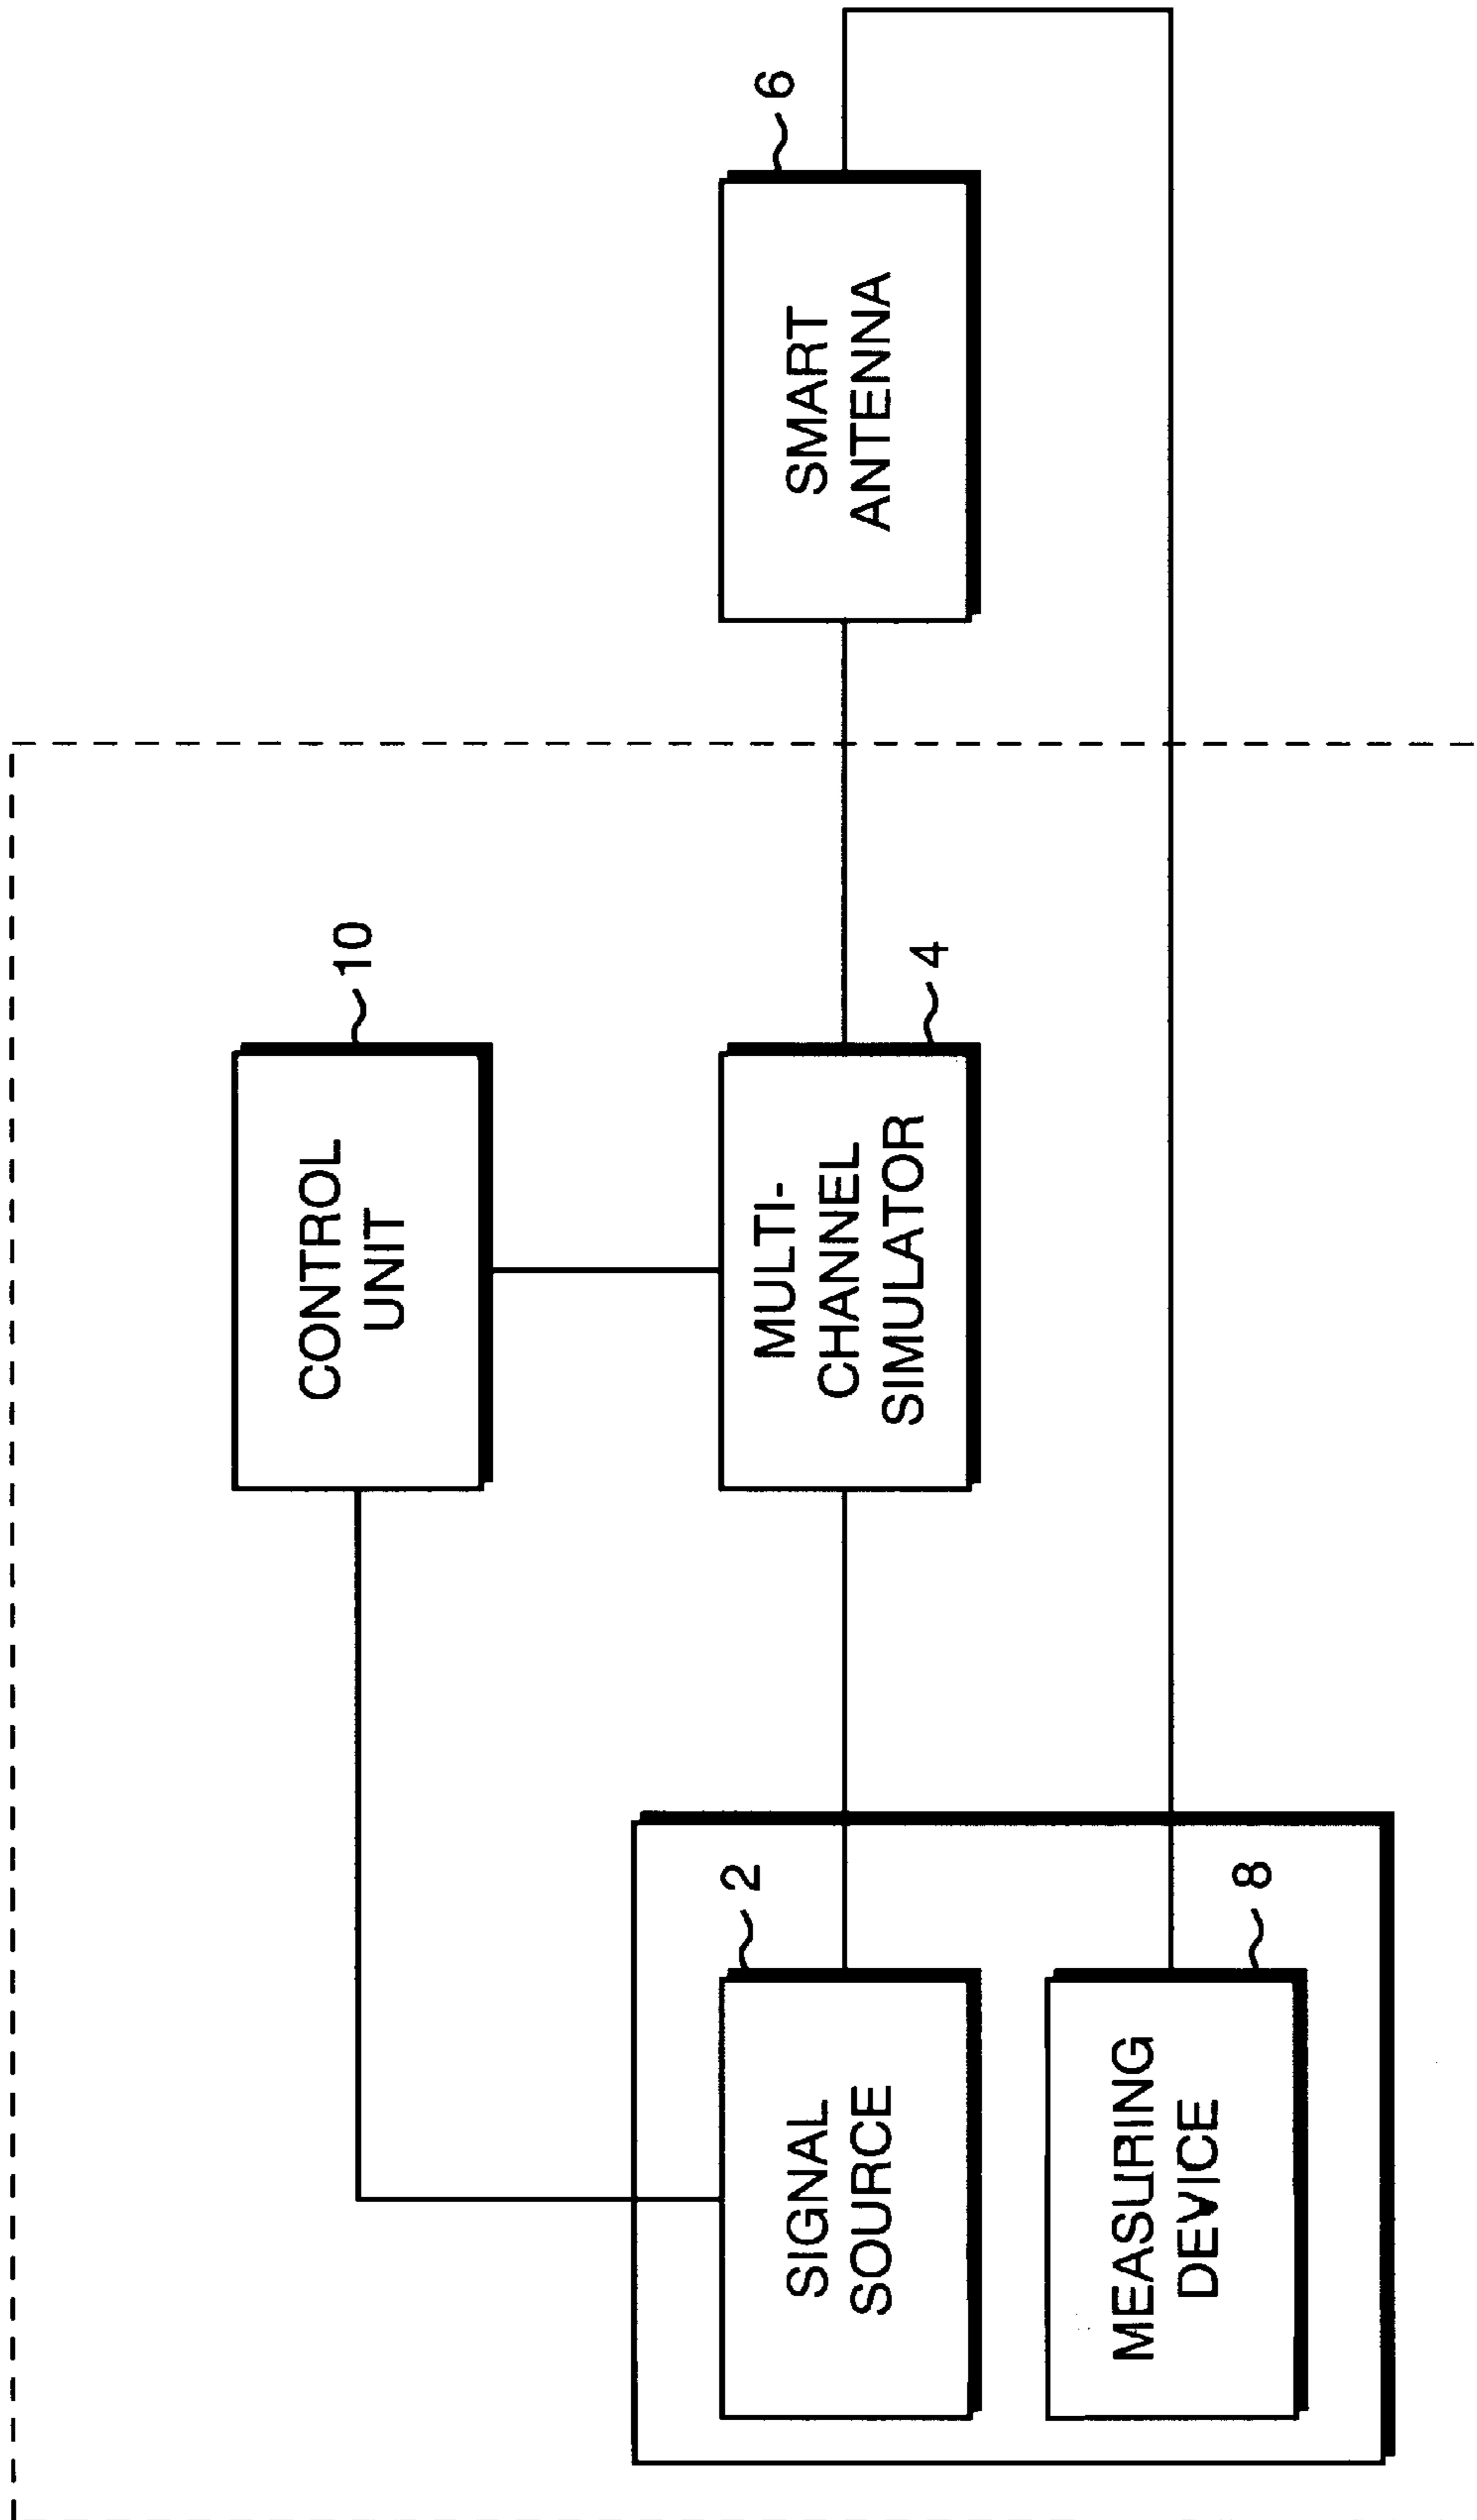 CONTROL
UNIT
10
SIGNAL
SOURCE
2
MULTI-
CHANNEL
SIMULATOR
4
SMART
ANTENNA
6
MEASURING
DEVICE
8